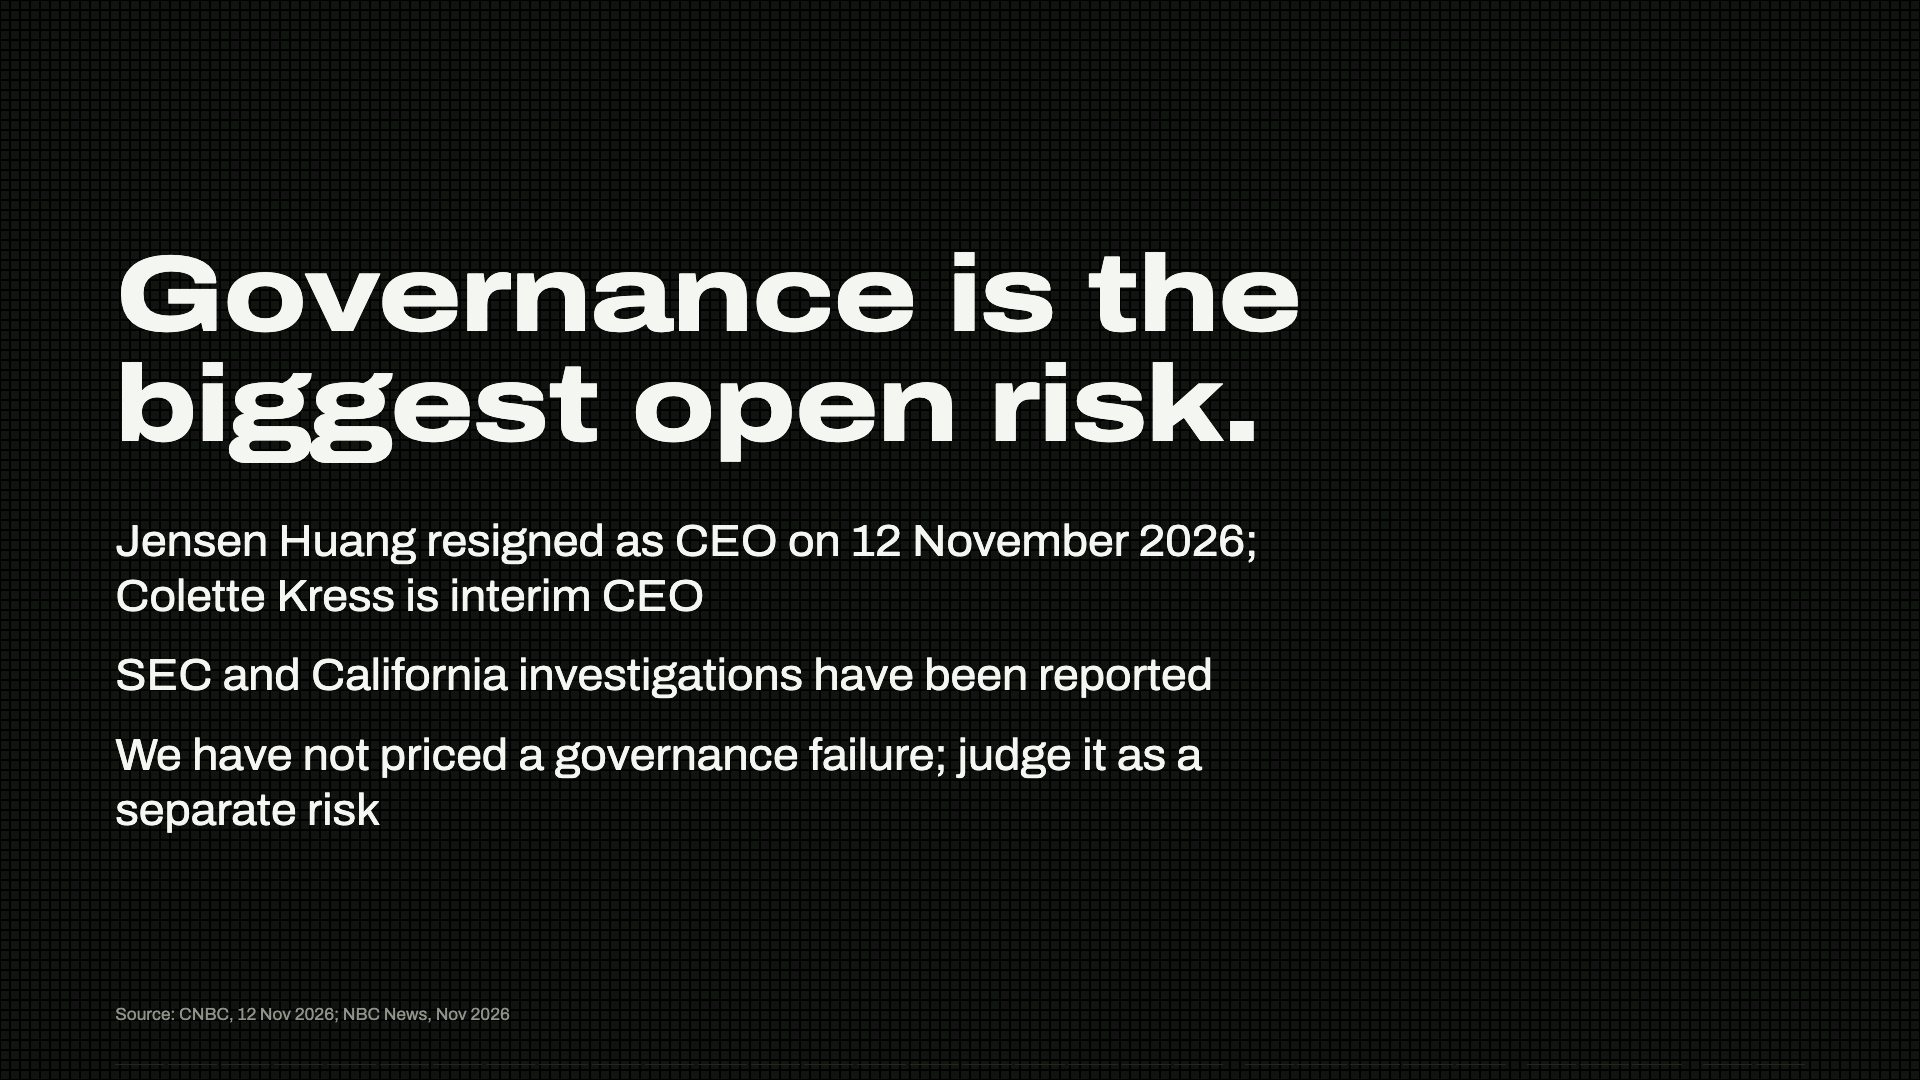 Governance is the
biggest open risk.
Jensen Huang resigned as CEO on 12 November 2026;
Colette Kress is interim CEO
SEC and California investigations have been reported
We have not priced a governance failure; judge it as a
separate risk
Source: CNBC, 12 Nov 2026; NBC News, Nov 2026